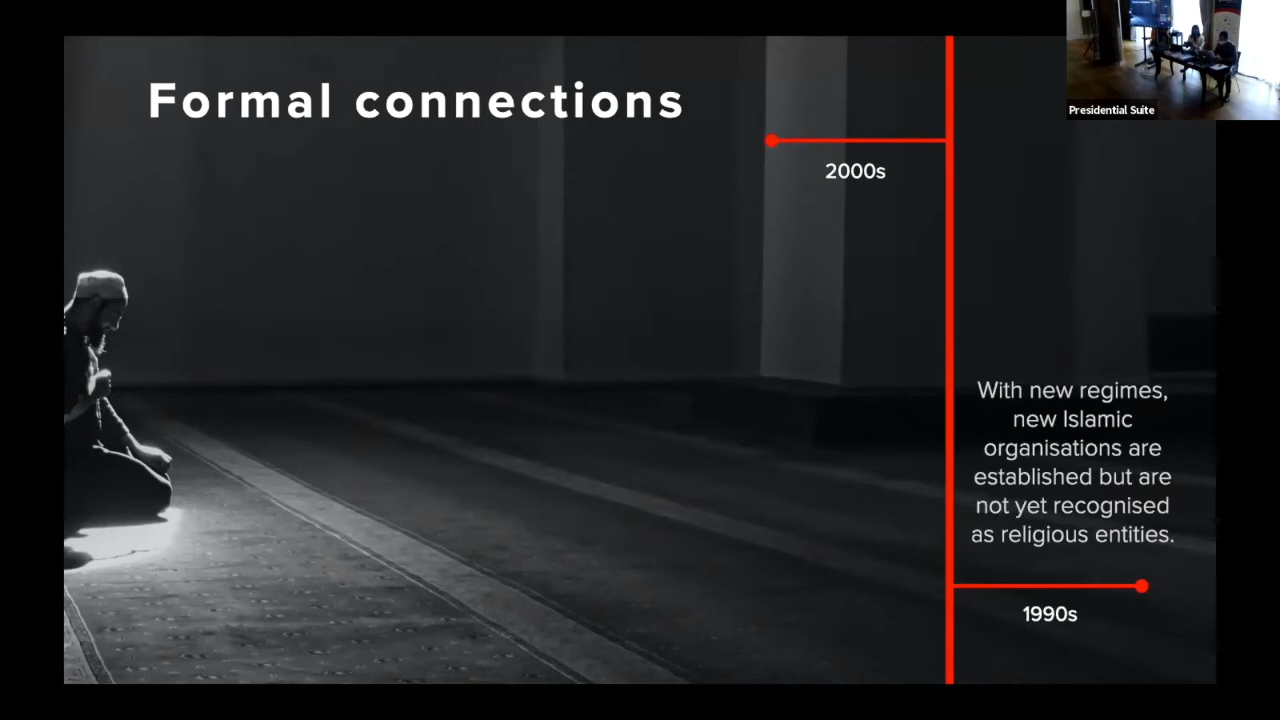 Formal connections
Presidential Suite
2000s
With new regimes,
new Islamic
organisations are
established but are
not yet recognised
as religious entities.
1990s